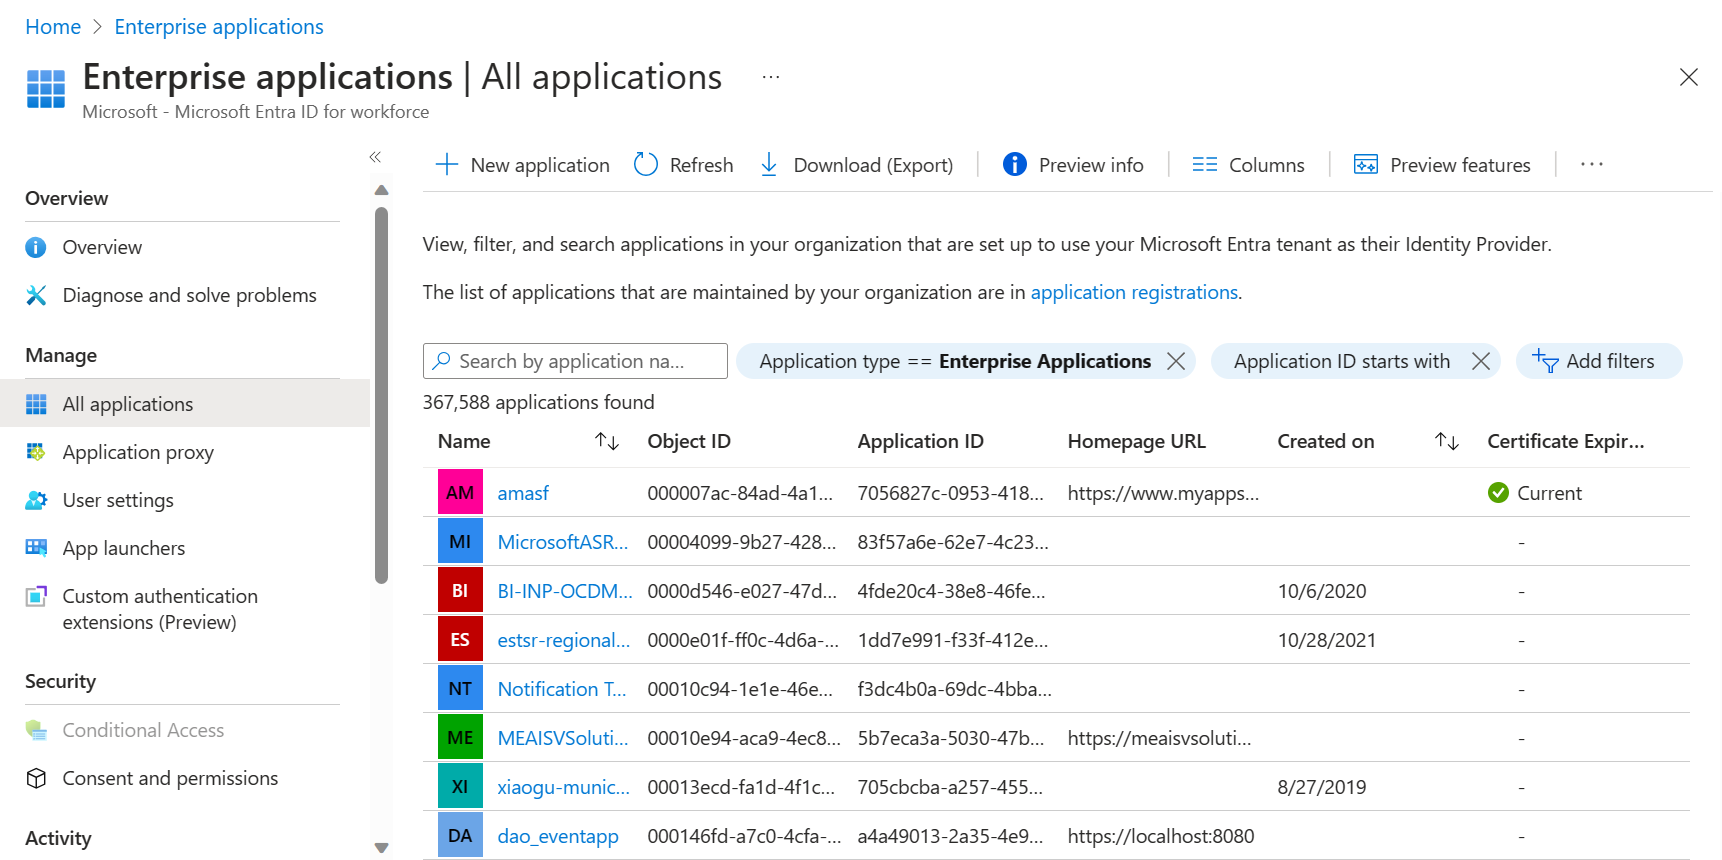 Home > Enterprise applications
Enterprise applications | All applications ...
Microsoft - Microsoft Entra ID for workforce
Overview
Overview
Diagnose and solve problems
Manage
All applications
Application proxy
User settings
App launchers
Custom authentication
extensions (Preview)
Security
Conditional Access
Consent and permissions
Activity
New application Refresh Download (Export) Preview info Columns Preview features ...
View, filter, and search applications in your organization that are set up to use your Microsoft Entra tenant as their Identity Provider.
The list of applications that are maintained by your organization are in application registrations.
Search by application na... Application type == Enterprise Applications Application ID starts with Add filters
367,588 applications found
Name Object ID Application ID Homepage URL Created on Certificate Expir...
AM amasf 000007ac-84ad-4a1... 7056827c-0953-418... https://www.myapps... Current
MI MicrosoftASR... 00004099-9b27-428... 83f57a6e-62e7-4c23... -
BI BI-INP-OCDM... 0000d546-e027-47d... 4fde20c4-38e8-46fe... 10/6/2020 -
ES estsr-regional... 0000e01f-ff0c-4d6a-... 1dd7e991-f33f-412e... 10/28/2021 -
NT Notification T... 00010c94-1e1e-46e... f3dc4b0a-69dc-4bba... -
ME MEAISVSoluti... 00010e94-aca9-4ec8... 5b7eca3a-5030-47b... https://meaisvsoluti... -
XI xiaogu-munic... 00013ecd-fa1d-4f1c... 705cbcba-a257-455... 8/27/2019 -
DA dao_eventapp 000146fd-a7c0-4cfa-... a4a49013-2a35-4e9... https://localhost:8080 -